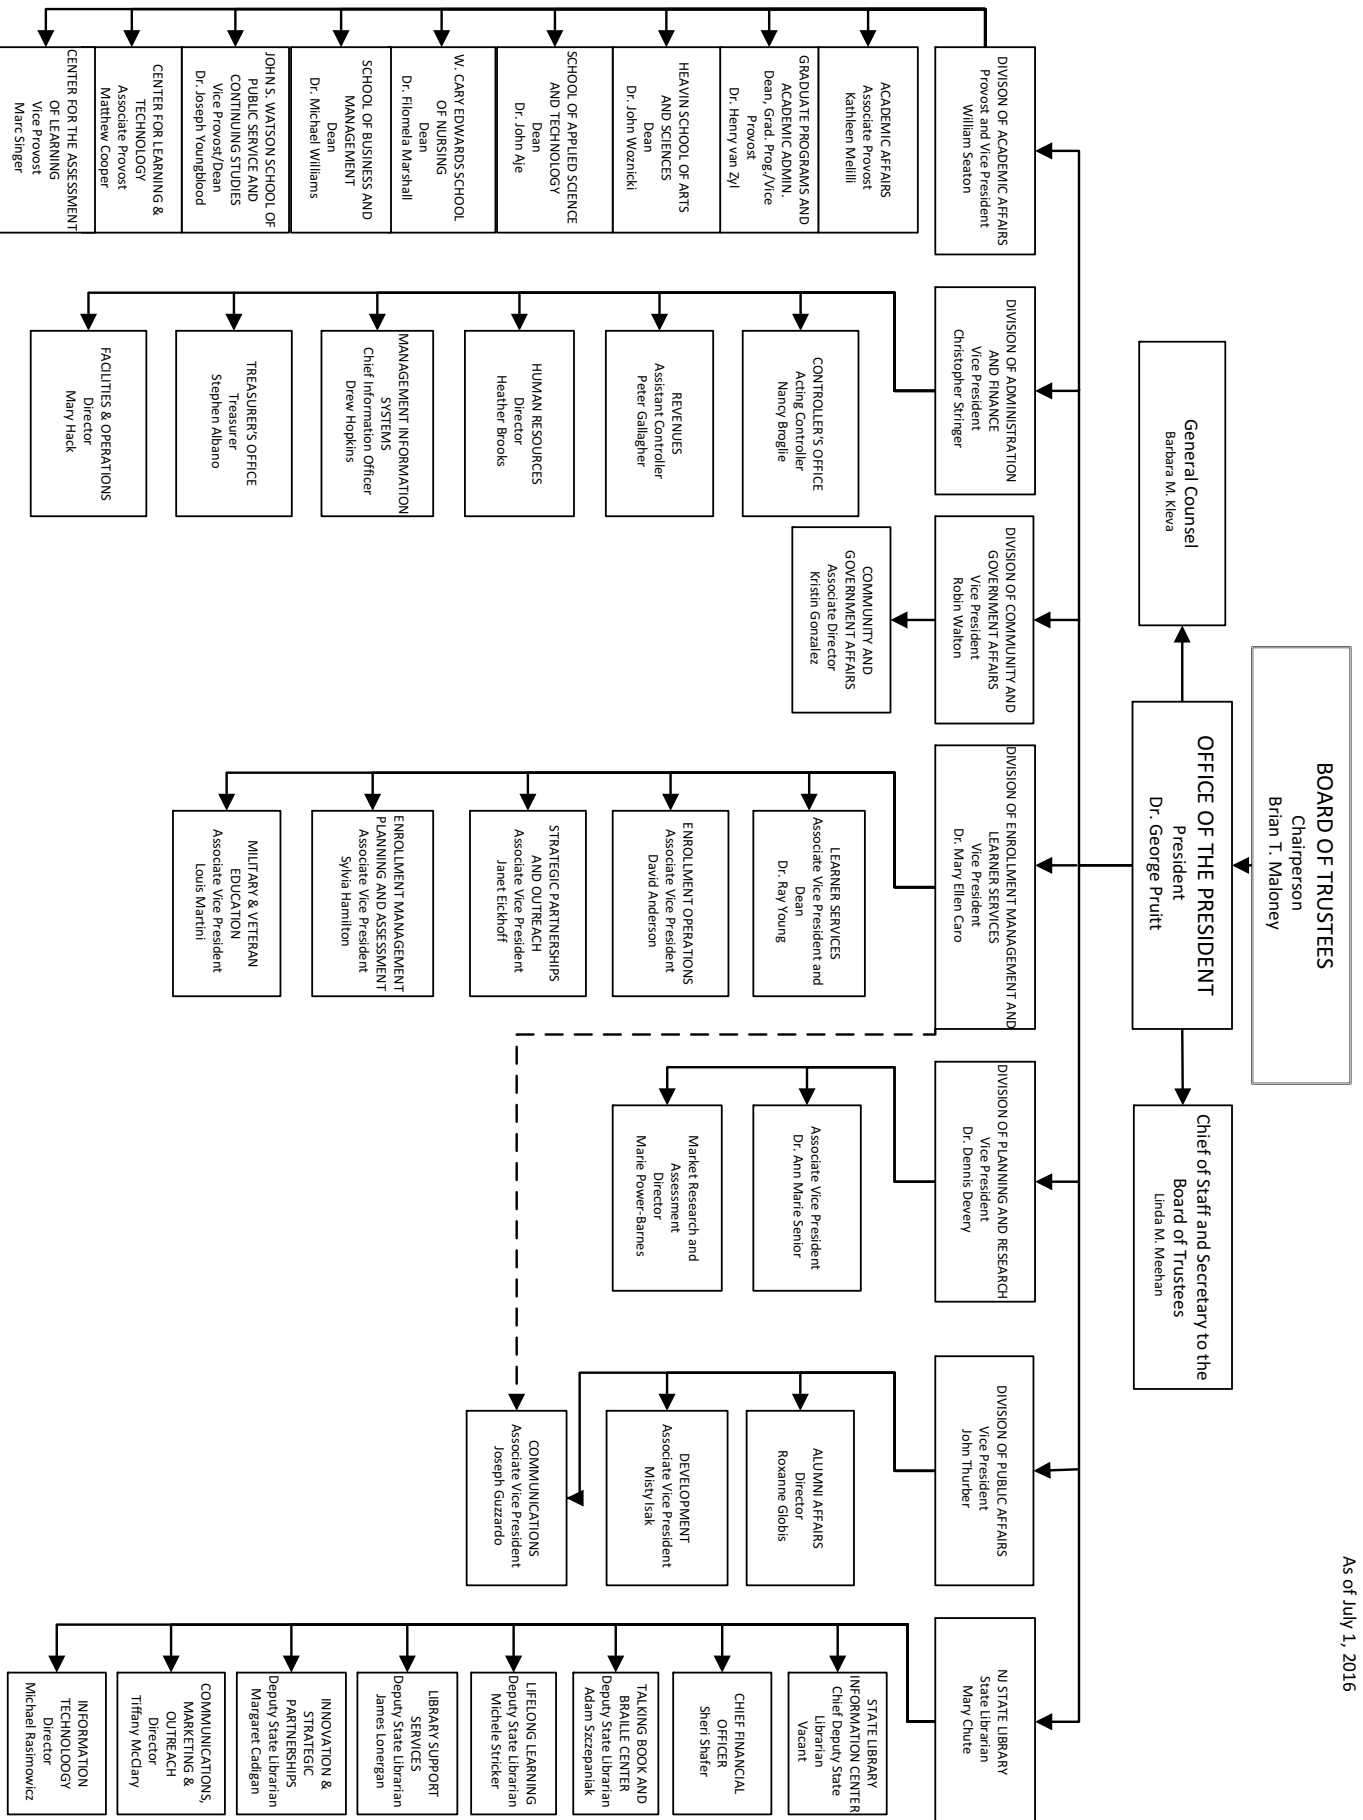 As of July 1, 2016
BOARD OF TRUSTEES
Chairperson
Brian T. Maloney
OFFICE OF THE PRESIDENT
President
Dr. George Pruitt
General Counsel
Barbara M. Kleva
Chief of Staff and Secretary to the
Board of Trustees
Linda M. Meehan
DIVISON OF ACADEMIC AFFAIRS
Provost and Vice President
William Seaton
ACADEMIC AFFAIRS
Associate Provost
Kathleen Melilli
GRADUATE PROGRAMS AND
ACADEMIC ADMIN.
Dean, Grad. Prog./Vice
Provost
Dr. Henry van Zyl
HEAVIN SCHOOL OF ARTS
AND SCIENCES
Dean
Dr. John Woznicki
SCHOOL OF APPLIED SCIENCE
AND TECHNOLOGY
Dean
Dr. John Aje
W. CARY EDWARDS SCHOOL
OF NURSING
Dean
Dr. Filomela Marshall
SCHOOL OF BUSINESS AND
MANAGEMENT
Dean
Dr. Michael Williams
JOHN S. WATSON SCHOOL OF
PUBLIC SERVICE AND
CONTINUING STUDIES
Vice Provost/Dean
Dr. Joseph Youngblood
CENTER FOR LEARNING &
TECHNOLOGY
Associate Provost
Matthew Cooper
CENTER FOR THE ASSESSMENT
OF LEARNING
Vice Provost
Marc Singer
DIVISION OF ADMINISTRATION
AND FINANCE
Vice President
Christopher Stringer
CONTROLLER'S OFFICE
Acting Controller
Nancy Broglie
REVENUES
Assistant Controller
Peter Gallagher
HUMAN RESOURCES
Director
Heather Brooks
MANAGEMENT INFORMATION
SYSTEMS
Chief Information Officer
Drew Hopkins
TREASURER'S OFFICE
Treasurer
Stephen Albano
FACILITIES & OPERATIONS
Director
Mary Hack
DIVISION OF COMMUNITY AND
GOVERNMENT AFFAIRS
Vice President
Robin Walton
COMMUNITY AND
GOVERNMENT AFFAIRS
Associate Director
Kristin Gonzalez
DIVISION OF ENROLLMENT MANAGEMENT AND
LEARNER SERVICES
Vice President
Dr. Mary Ellen Caro
LEARNER SERVICES
Associate Vice President and
Dean
Dr. Ray Young
ENROLLMENT OPERATIONS
Associate Vice President
David Anderson
STRATEGIC PARTNERSHIPS
AND OUTREACH
Associate Vice President
Janet Eickhoff
ENROLLMENT MANAGEMENT
PLANNING AND ASSESSMENT
Associate Vice President
Sylvia Hamilton
MILITARY & VETERAN
EDUCATION
Associate Vice President
Louis Martini
DIVISION OF PLANNING AND RESEARCH
Vice President
Dr. Dennis Devery
Associate Vice President
Dr. Ann Marie Senior
Market Research and
Assessment
Director
Marie Power-Barnes
DIVISION OF PUBLIC AFFAIRS
Vice President
John Thurber
ALUMNI AFFAIRS
Director
Roxanne Globis
DEVELOPMENT
Associate Vice President
Misty Isak
COMMUNICATIONS
Associate Vice President
Joseph Guzzardo
NJ STATE LIBRARY
State Librarian
Mary Chute
STATE LIBRARY
INFORMATION CENTER
Chief Deputy State
Librarian
Vacant
CHIEF FINANCIAL
OFFICER
Sheri Shafer
TALKING BOOK AND
BRAILLE CENTER
Deputy State Librarian
Adam Szczepaniak
LIFELONG LEARNING
Deputy State Librarian
Michele Stricker
LIBRARY SUPPORT
SERVICES
Deputy State Librarian
James Lonergan
INNOVATION &
STRATEGIC
PARTNERSHIPS
Deputy State Librarian
Margaret Cadigan
COMMUNICATIONS,
MARKETING &
OUTREACH
Director
Tiffany McClary
INFORMATION
TECHNOLOGY
Director
Michael Rasimowicz